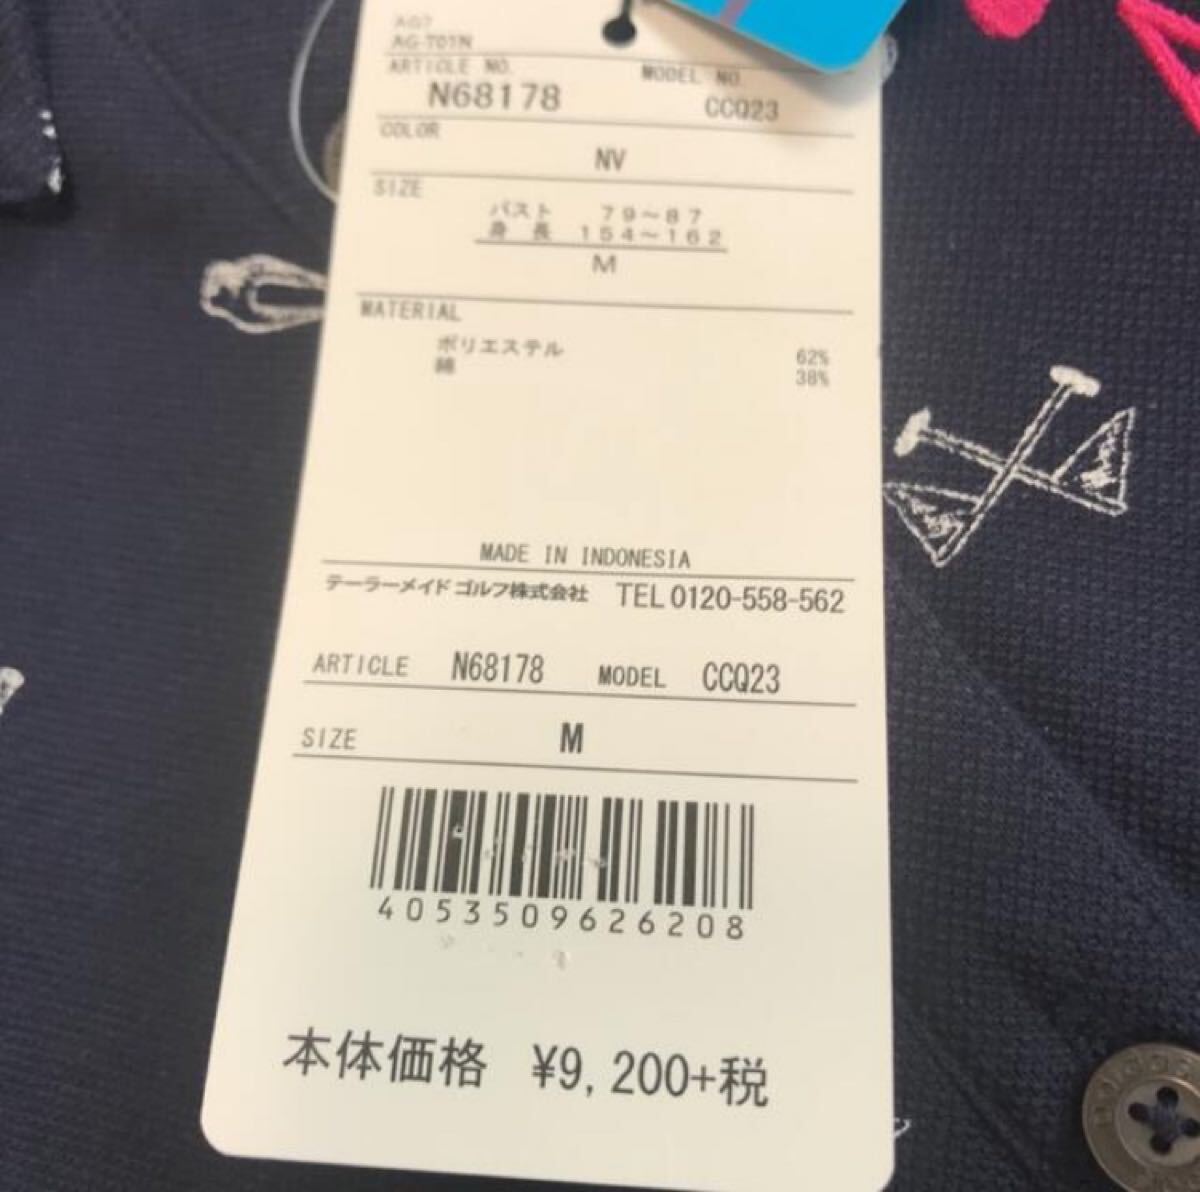 AG-T01N
ARTICLE NO. MODEL NO.
N68178 CCQ23
COLOR
NV
SIZE
バスト 79～87
身長 154～162
M
MATERIAL
ポリエステル 62%
綿 38%
MADE IN INDONESIA
テーラーメイド ゴルフ株式会社 TEL 0120-558-562
ARTICLE N68178 MODEL CCQ23
SIZE M
4053509626208
本体価格 ¥9,200+税